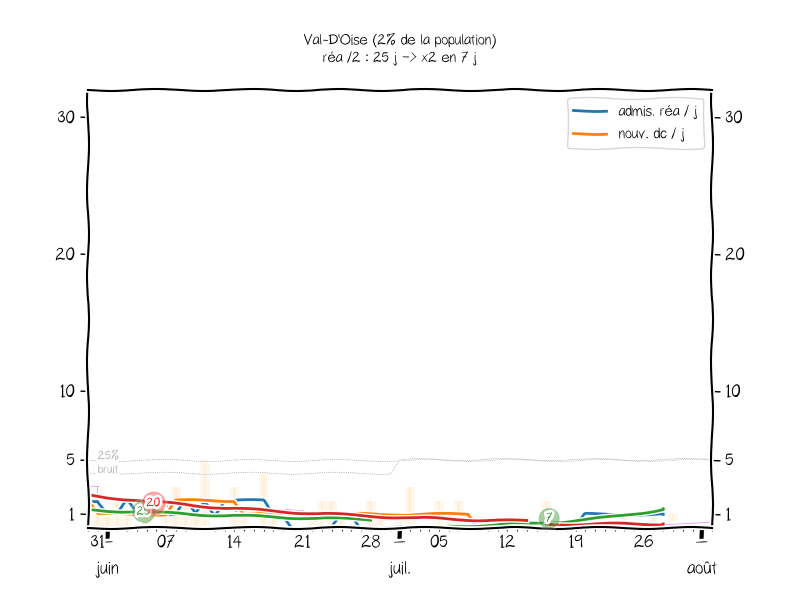 Val-D'Oise (2% de la population)
réa /2 : 25 j -> x2 en 7 j
admis. réa / j
nouv. dc / j
30
30
20
20
10
10
25%
5
5
bruit
20
7
1
1
31
07
14
21
28
05
12
19
26
juin
juil.
août